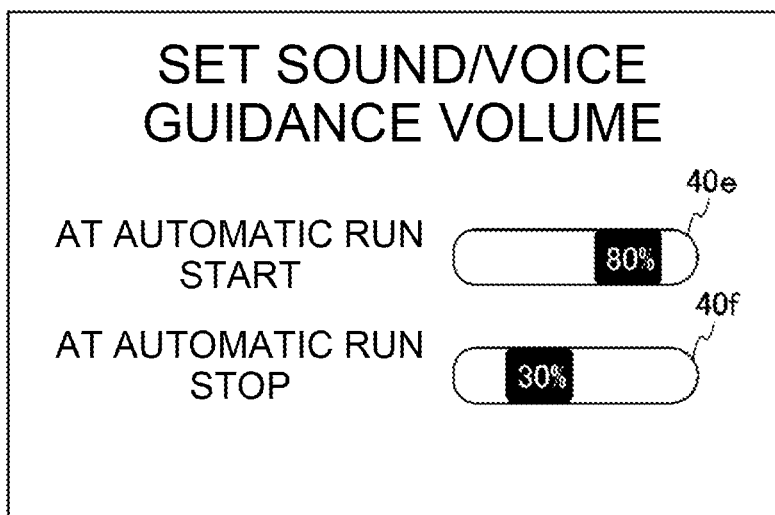 SET SOUND/VOICE
GUIDANCE VOLUME
40e
AT AUTOMATIC RUN
START
80%
40f
AT AUTOMATIC RUN
STOP
30%